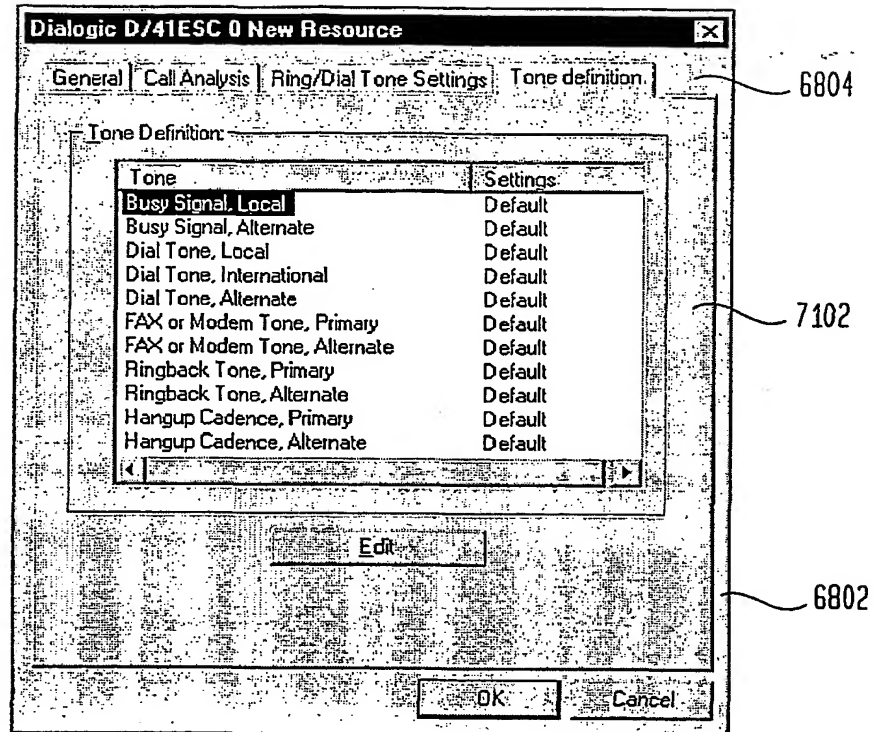 Dialogic D/41ESC 0 New Resource
General Call Analysis Ring/Dial Tone Settings Tone definition
6804
Tone Definition:
Tone Settings
Busy Signal, Local Default
Busy Signal, Alternate Default
Dial Tone, Local Default
Dial Tone, International Default
Dial Tone, Alternate Default
7102
FAX or Modem Tone, Primary Default
FAX or Modem Tone, Alternate Default
Ringback Tone, Primary Default
Ringback Tone, Alternate Default
Hangup Cadence, Primary Default
Hangup Cadence, Alternate Default
Edit
6802
OK Cancel